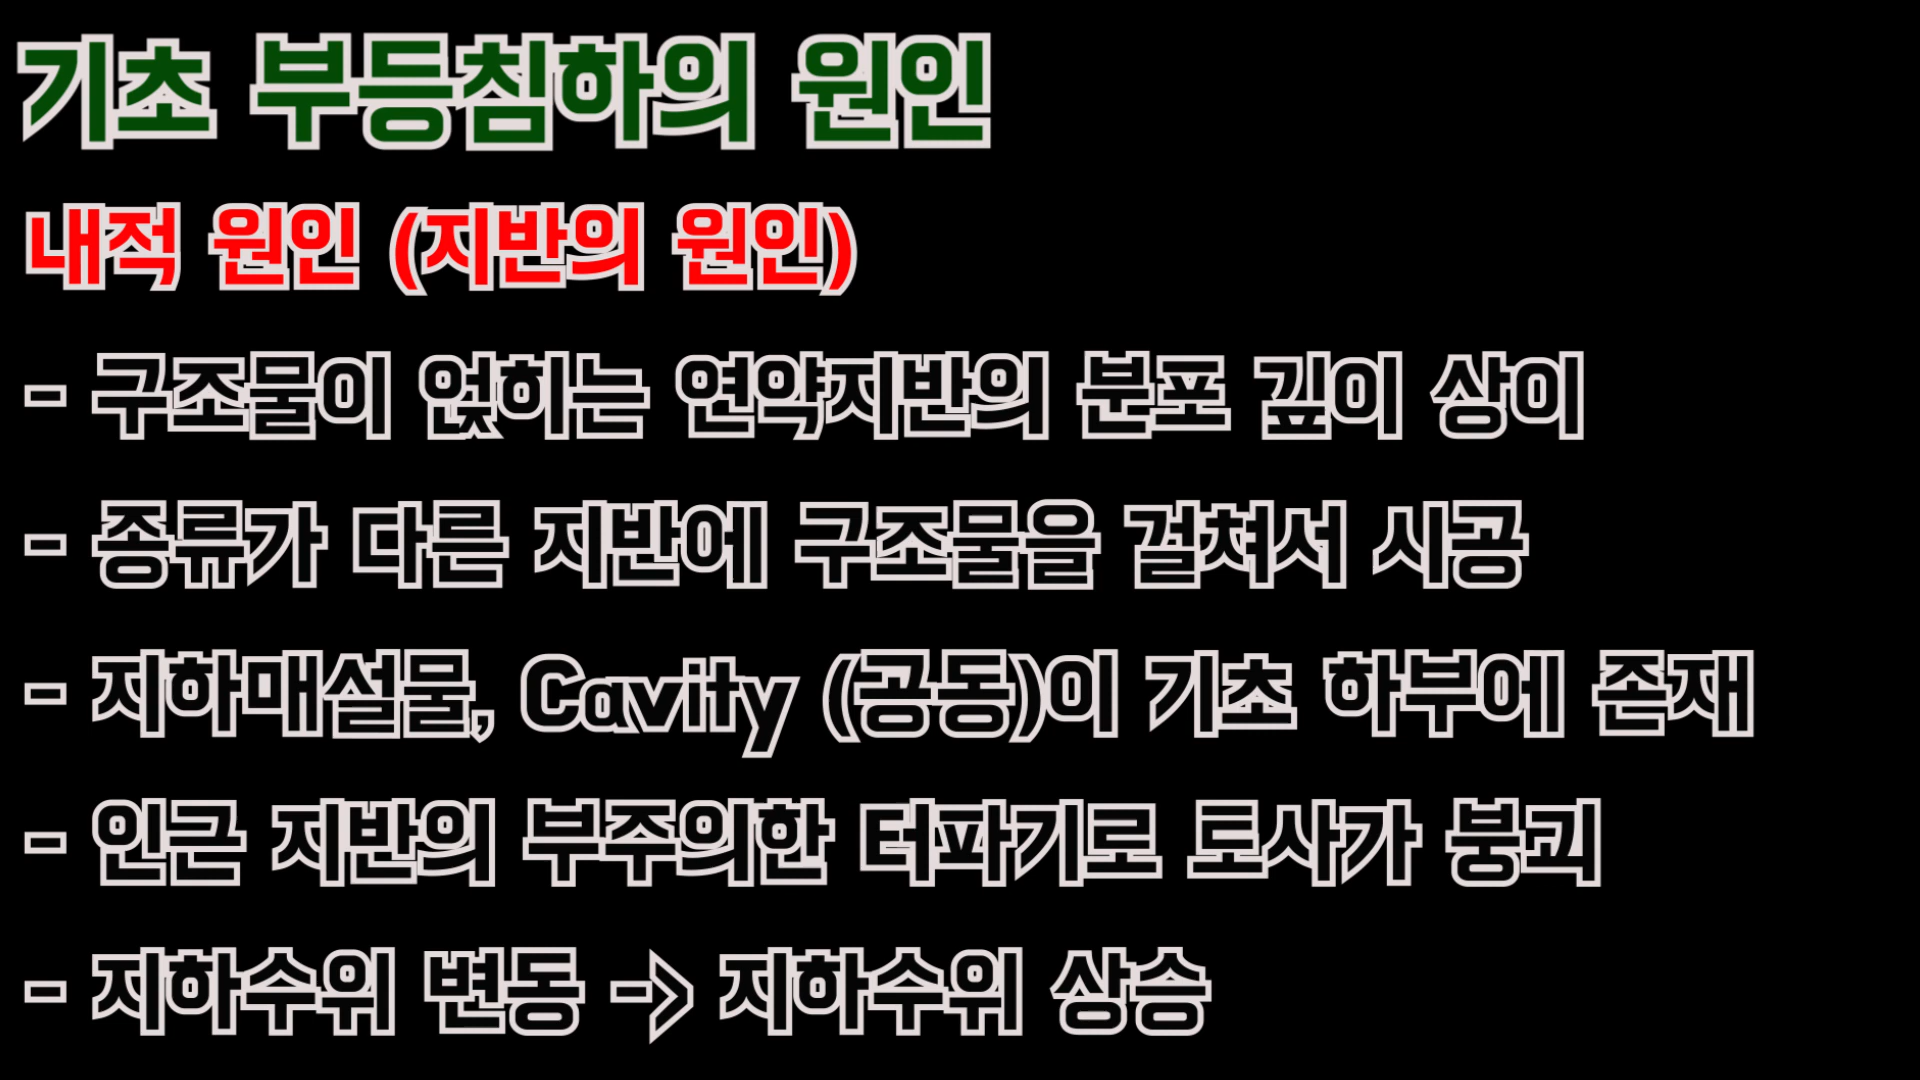 기초 부등침하의 원인
내적 원인 (지반의 원인)
- 구조물이 얹히는 연약지반의 분포 깊이 상이
- 종류가 다른 지반에 구조물을 걸쳐서 시공
- 지하매설물, Cavity (공동)이 기초 하부에 존재
- 인근 지반의 부주의한 터파기로 토사가 붕괴
- 지하수위 변동 -> 지하수위 상승